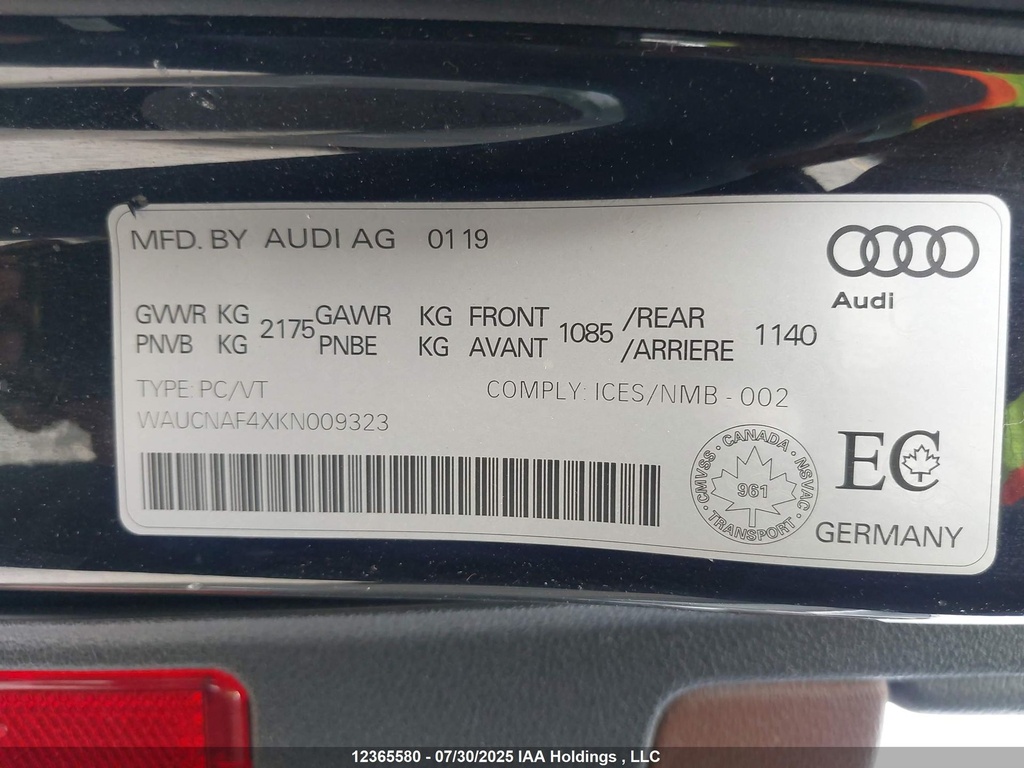 MFD. BY AUDI AG 01 19
Audi
GVWR KG 2175 GAWR KG FRONT 1085 /REAR 1140
PNVB KG PNBE KG AVANT /ARRIERE
TYPE: PC/VT COMPLY: ICES/NMB - 002
WAUCNAF4XKN009323
CMVSS · CANADA · NSVAC · TRANSPORT ·
961
EC
GERMANY
12365580 - 07/30/2025 IAA Holdings , LLC